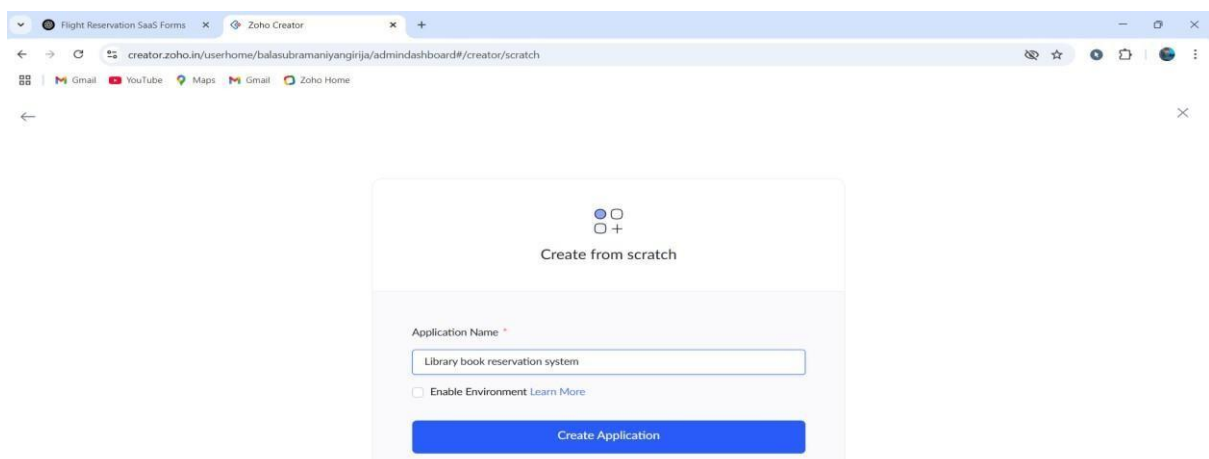 Flight Reservation SaaS Forms
Zoho Creator
creator.zoho.in/userhome/balasubramaniyangirija/admindashboard#/creator/scratch
Gmail YouTube Maps Gmail Zoho Home
Create from scratch
Application Name *
Library book reservation system
Enable Environment Learn More
Create Application